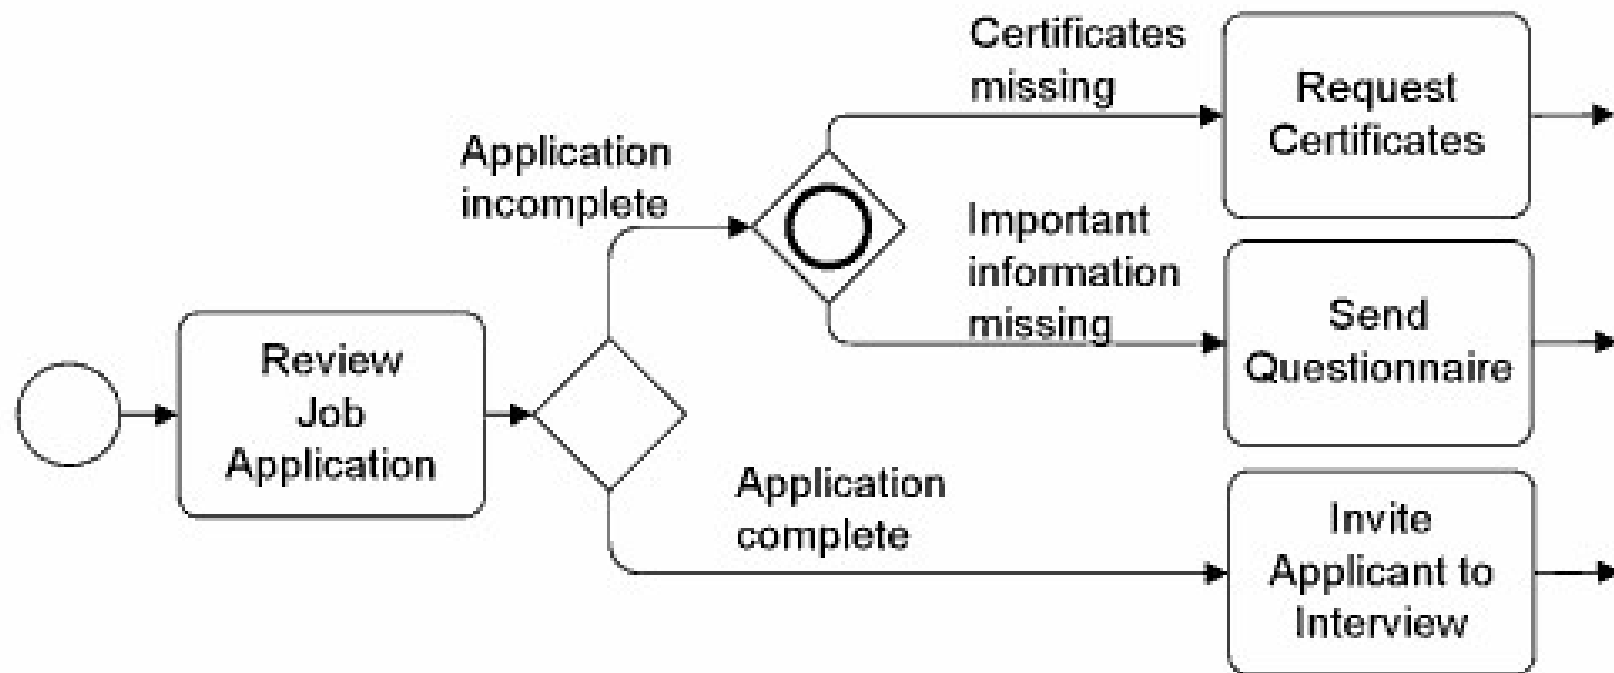 Certificates
missing
Request
Certificates
Application
incomplete
Important
information
missing
Send
Questionnaire
Review
Job
Application
Application
complete
Invite
Applicant to
Interview